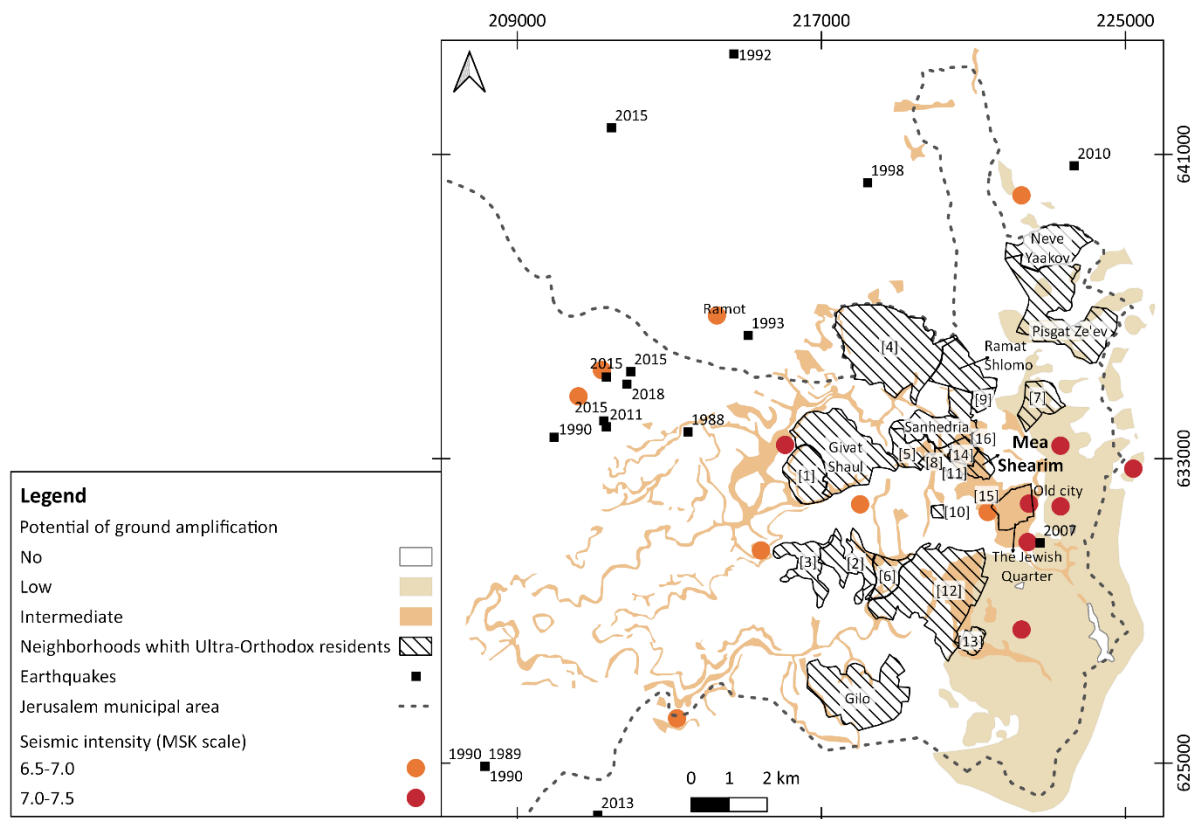 209000
217000
225000
1992
2015
2010
641000
1998
Neve
Yaakov
Ramot
1993
Pisgat Ze'ev
[4]
Ramat
Shlomo
2015
2015
2018
[9]
[7]
2015
2011
1990
1988
Sanhedria
[16]
Mea
Shearim
Givat
Shaul
[5]
[8]
[14]
[11]
633000
[1]
[15]
Old city
[10]
2007
The Jewish
Quarter
[3]
[2]
[6]
[12]
[13]
Gilo
1990
1989
1990
625000
2013
0 1 2 km
Legend
Potential of ground amplification
No
Low
Intermediate
Neighborhoods whith Ultra-Orthodox residents
Earthquakes
Jerusalem municipal area
Seismic intensity (MSK scale)
6.5-7.0
7.0-7.5